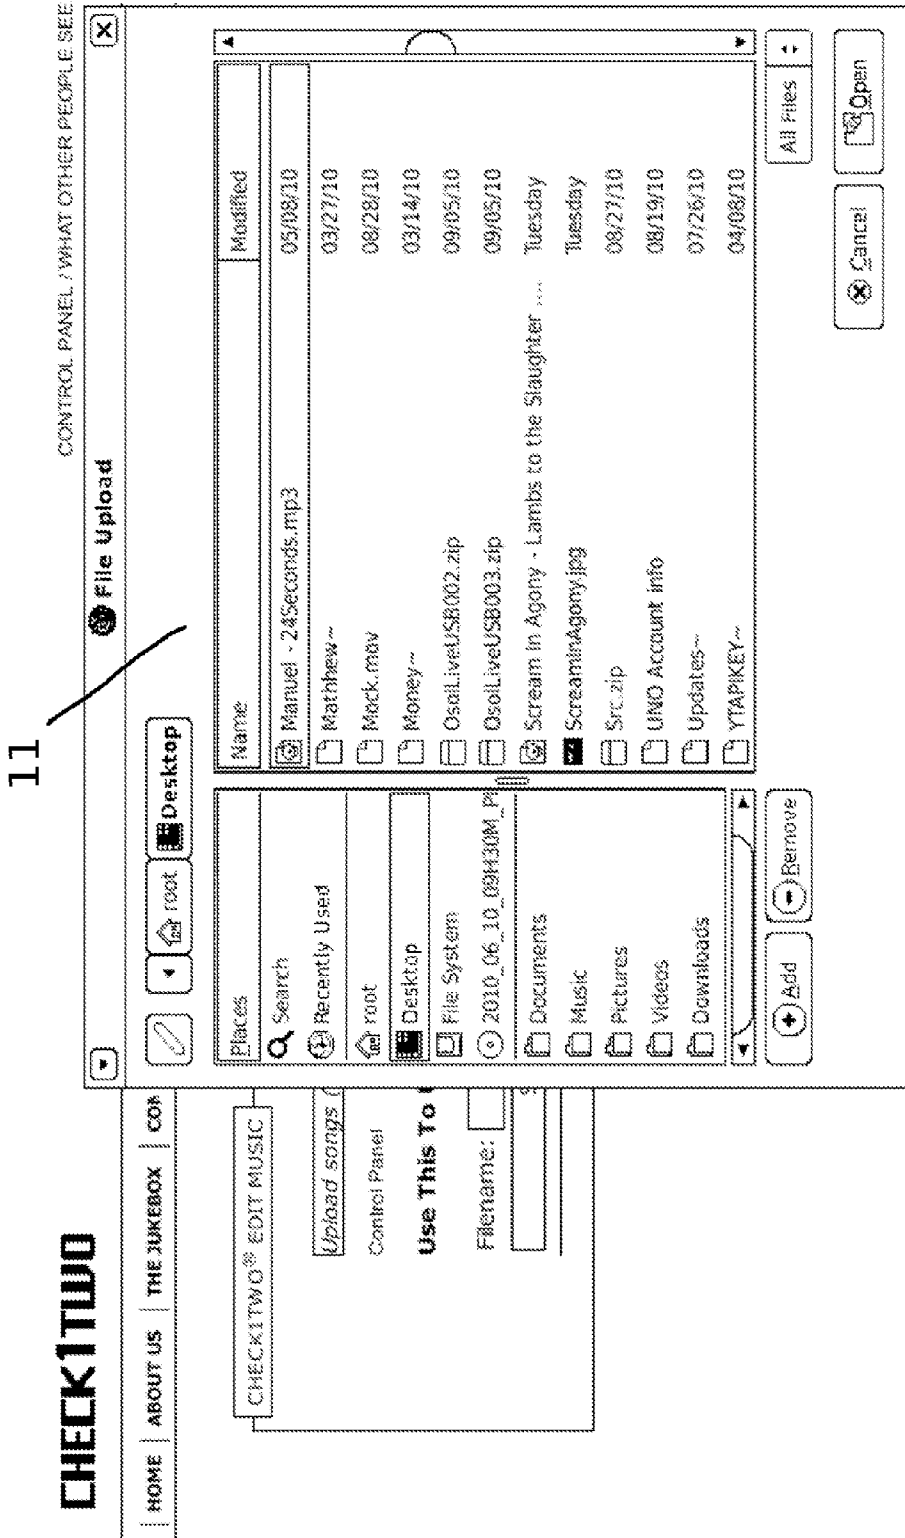 11
CHECK1TWO
CONTROL PANEL / WHAT OTHER PEOPLE SEE
HOME | ABOUT US | THE JUKEBOX | CON
File Upload
root Desktop
CHECK1TWO® EDIT MUSIC
Upload songs (
Control Panel
Use This To
Filename:
Places
Search
Recently Used
root
Desktop
File System
2010_06_10_09H30M_P
Documents
Music
Pictures
Videos
Downloads
Add Remove
Name Modified
Manuel - 24Seconds.mp3 05/08/10
Mathhew~ 03/27/10
Mock.mov 08/28/10
Money~ 03/14/10
OsolLiveUSB002.zip 09/05/10
OsolLiveUSB003.zip 09/05/10
Scream In Agony - Lambs to the Slaughter .... Tuesday
ScreaminAgony.jpg Tuesday
Src.zip 08/27/10
UNO Account info 08/19/10
Updates~ 07/26/10
YTAPIKEY~ 04/08/10
All Files
Cancel Open